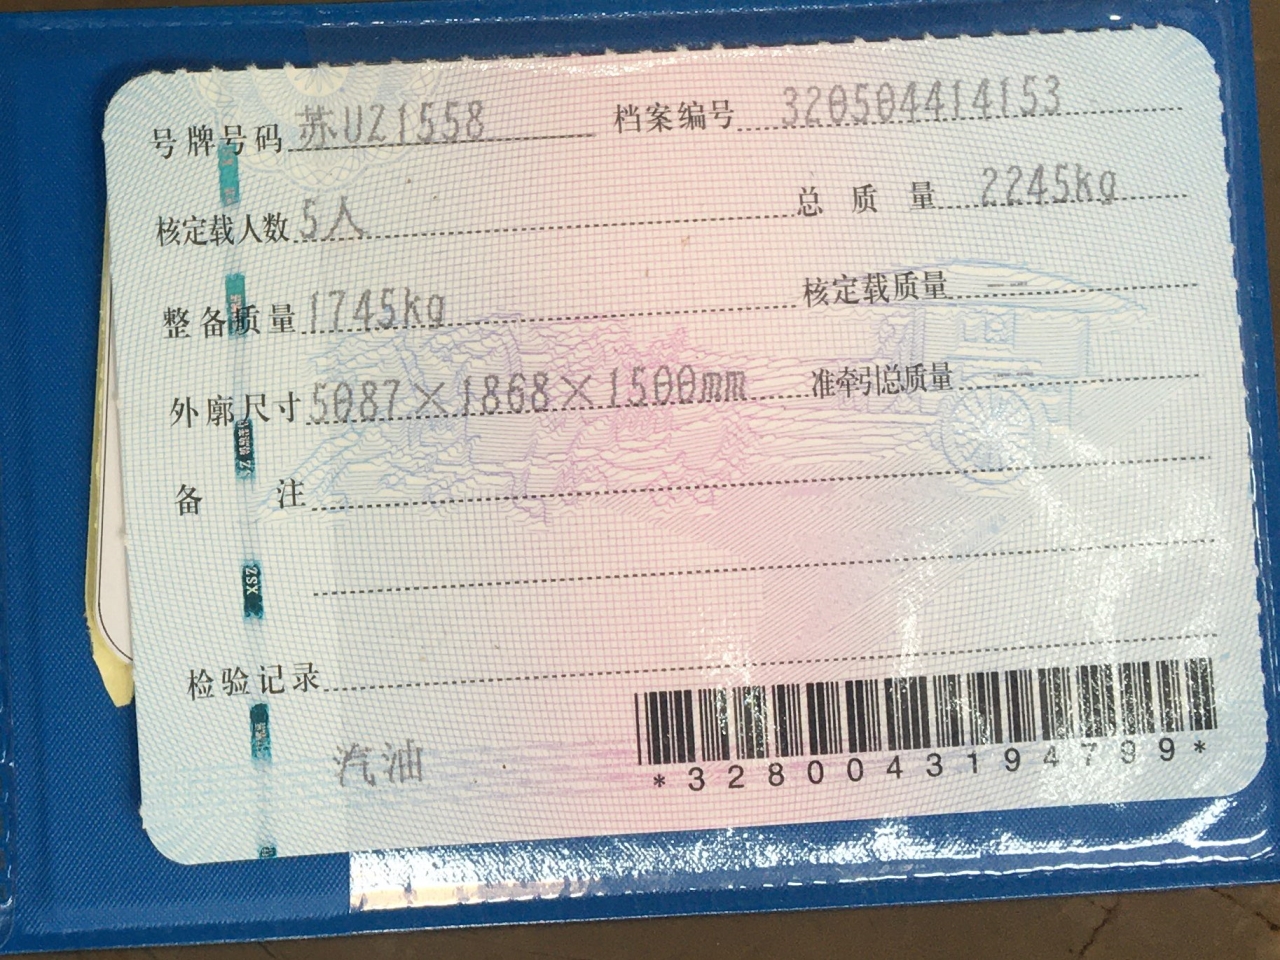 号牌号码 苏UZ1558 档案编号 320504414153
核定载人数 5人 总质量 2245kg
整备质量 1745kg 核定载质量 --
外廓尺寸 5087×1868×1500mm 准牵引总质量 --
备注
检验记录
汽油
*3280043194799*
ZSX